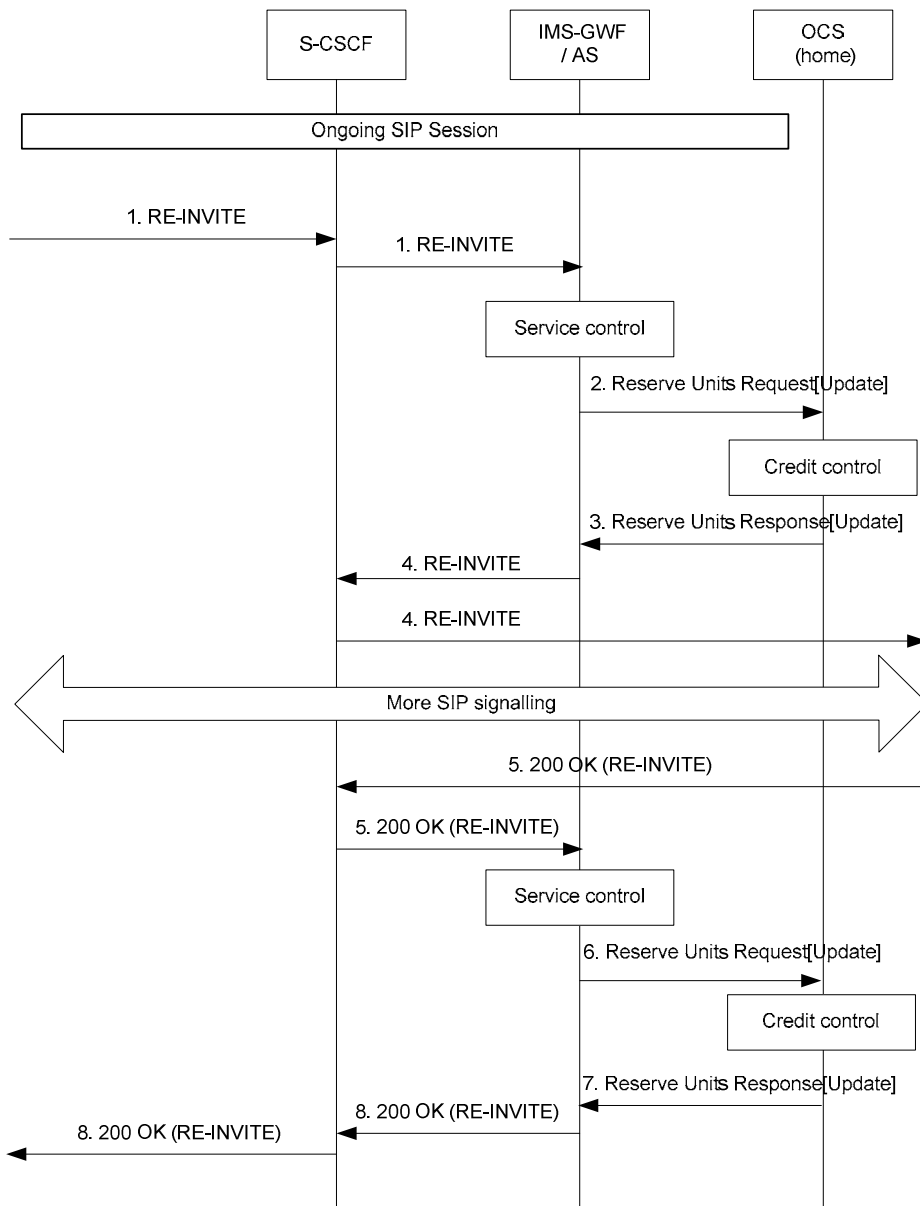 S-CSCF
IMS-GWF
/ AS
OCS
(home)
Ongoing SIP Session
1. RE-INVITE
1. RE-INVITE
Service control
2. Reserve Units Request[Update]
Credit control
3. Reserve Units Response[Update]
4. RE-INVITE
4. RE-INVITE
More SIP signalling
5. 200 OK (RE-INVITE)
5. 200 OK (RE-INVITE)
Service control
6. Reserve Units Request[Update]
Credit control
7. Reserve Units Response[Update]
8. 200 OK (RE-INVITE)
8. 200 OK (RE-INVITE)